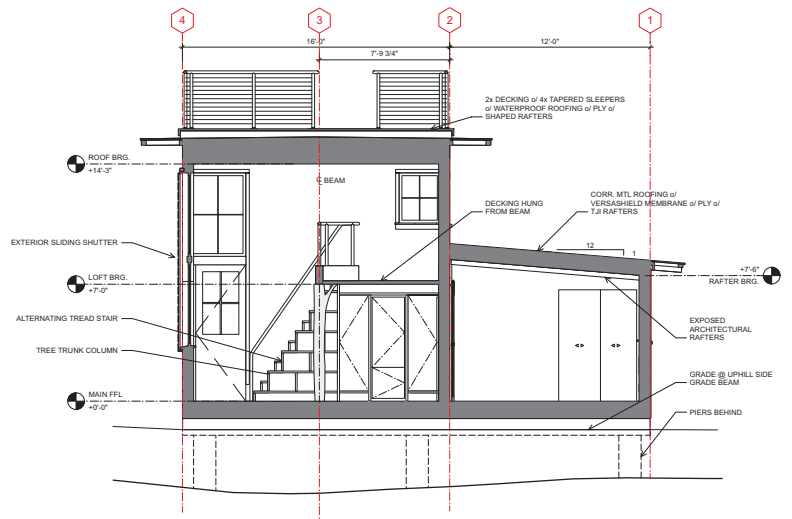 4
3
2
1
16'-0"
12'-0"
7'-9 3/4"
2x DECKING o/ 4x TAPERED SLEEPERS
o/ WATERPROOF ROOFING o/ PLY o/
SHAPED RAFTERS
ROOF BRG.
+14'-3"
℄ BEAM
DECKING HUNG
FROM BEAM
CORR. MTL ROOFING o/
VERSASHIELD MEMBRANE o/ PLY o/
TJI RAFTERS
EXTERIOR SLIDING SHUTTER
12
1
LOFT BRG.
+7'-0"
+7'-6"
RAFTER BRG.
ALTERNATING TREAD STAIR
EXPOSED
ARCHITECTURAL
RAFTERS
TREE TRUNK COLUMN
GRADE @ UPHILL SIDE
GRADE BEAM
MAIN FFL
+0'-0"
PIERS BEHIND